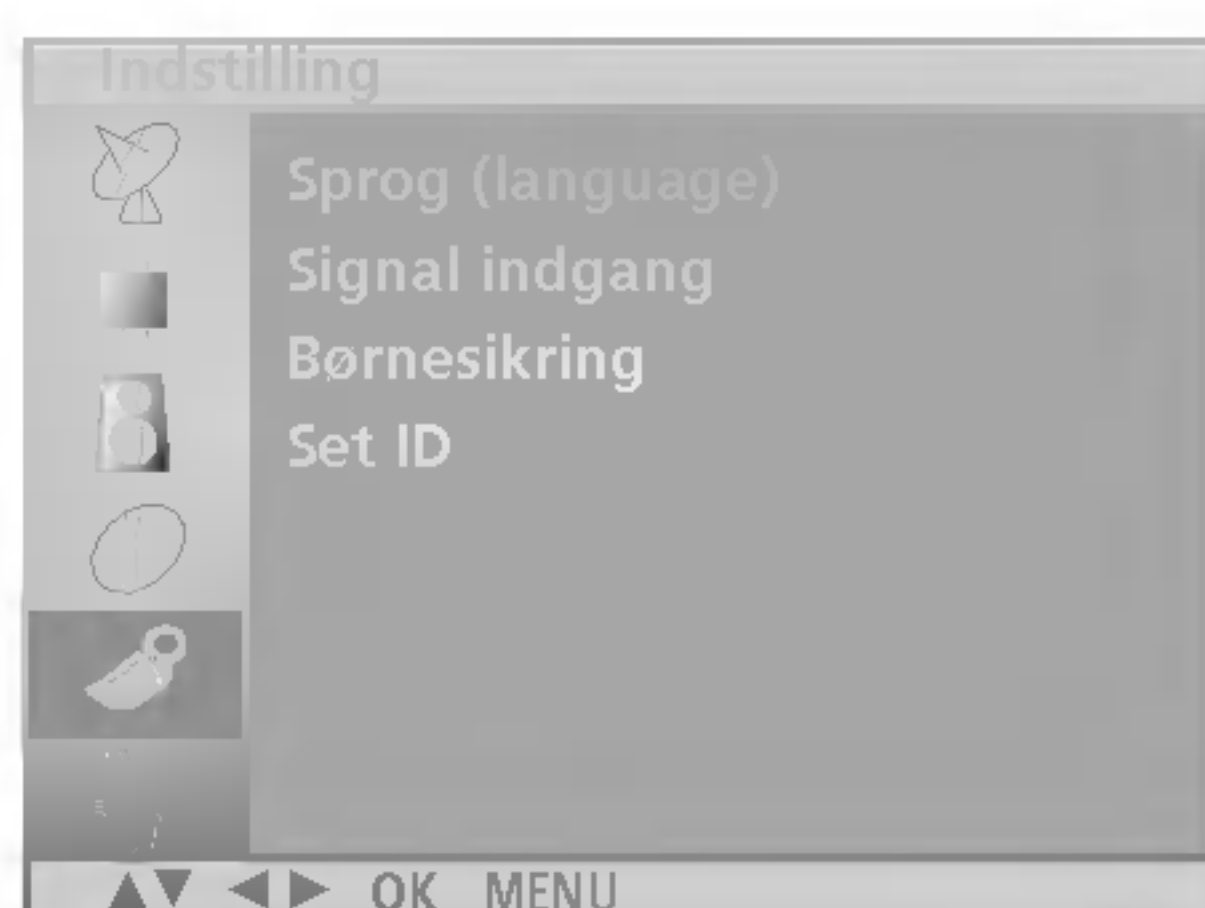 Indstilling
Sprog (language)
Signal indgang
Børnesikring
Set ID
OK MENU